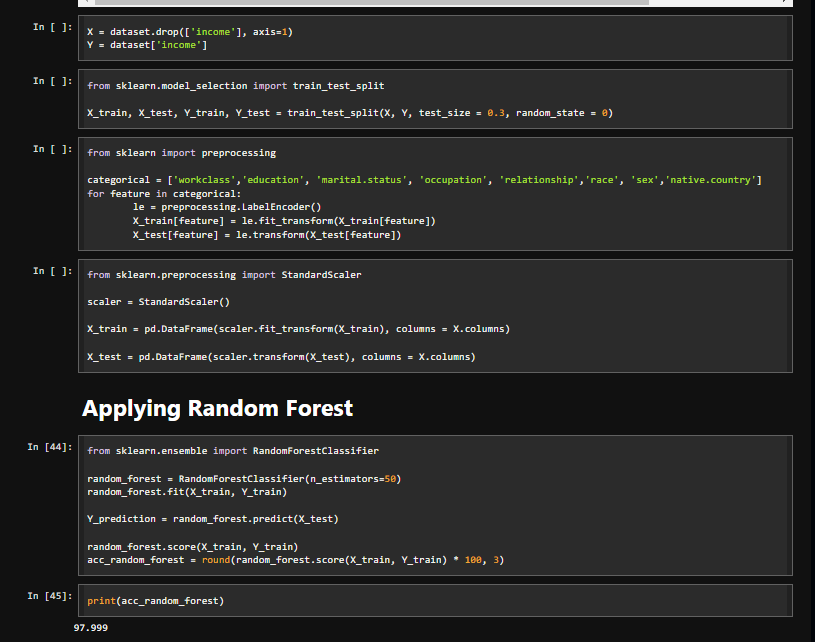 In [ ]:
X = dataset.drop(['income'], axis=1)
Y = dataset['income']
In [ ]:
from sklearn.model_selection import train_test_split
X_train, X_test, Y_train, Y_test = train_test_split(X, Y, test_size = 0.3, random_state = 0)
In [ ]:
from sklearn import preprocessing
categorical = ['workclass','education', 'marital.status', 'occupation', 'relationship','race', 'sex','native.country']
for feature in categorical:
        le = preprocessing.LabelEncoder()
        X_train[feature] = le.fit_transform(X_train[feature])
        X_test[feature] = le.transform(X_test[feature])
In [ ]:
from sklearn.preprocessing import StandardScaler
scaler = StandardScaler()
X_train = pd.DataFrame(scaler.fit_transform(X_train), columns = X.columns)
X_test = pd.DataFrame(scaler.transform(X_test), columns = X.columns)
Applying Random Forest
In [44]:
from sklearn.ensemble import RandomForestClassifier
random_forest = RandomForestClassifier(n_estimators=50)
random_forest.fit(X_train, Y_train)
Y_prediction = random_forest.predict(X_test)
random_forest.score(X_train, Y_train)
acc_random_forest = round(random_forest.score(X_train, Y_train) * 100, 3)
In [45]:
print(acc_random_forest)
97.999